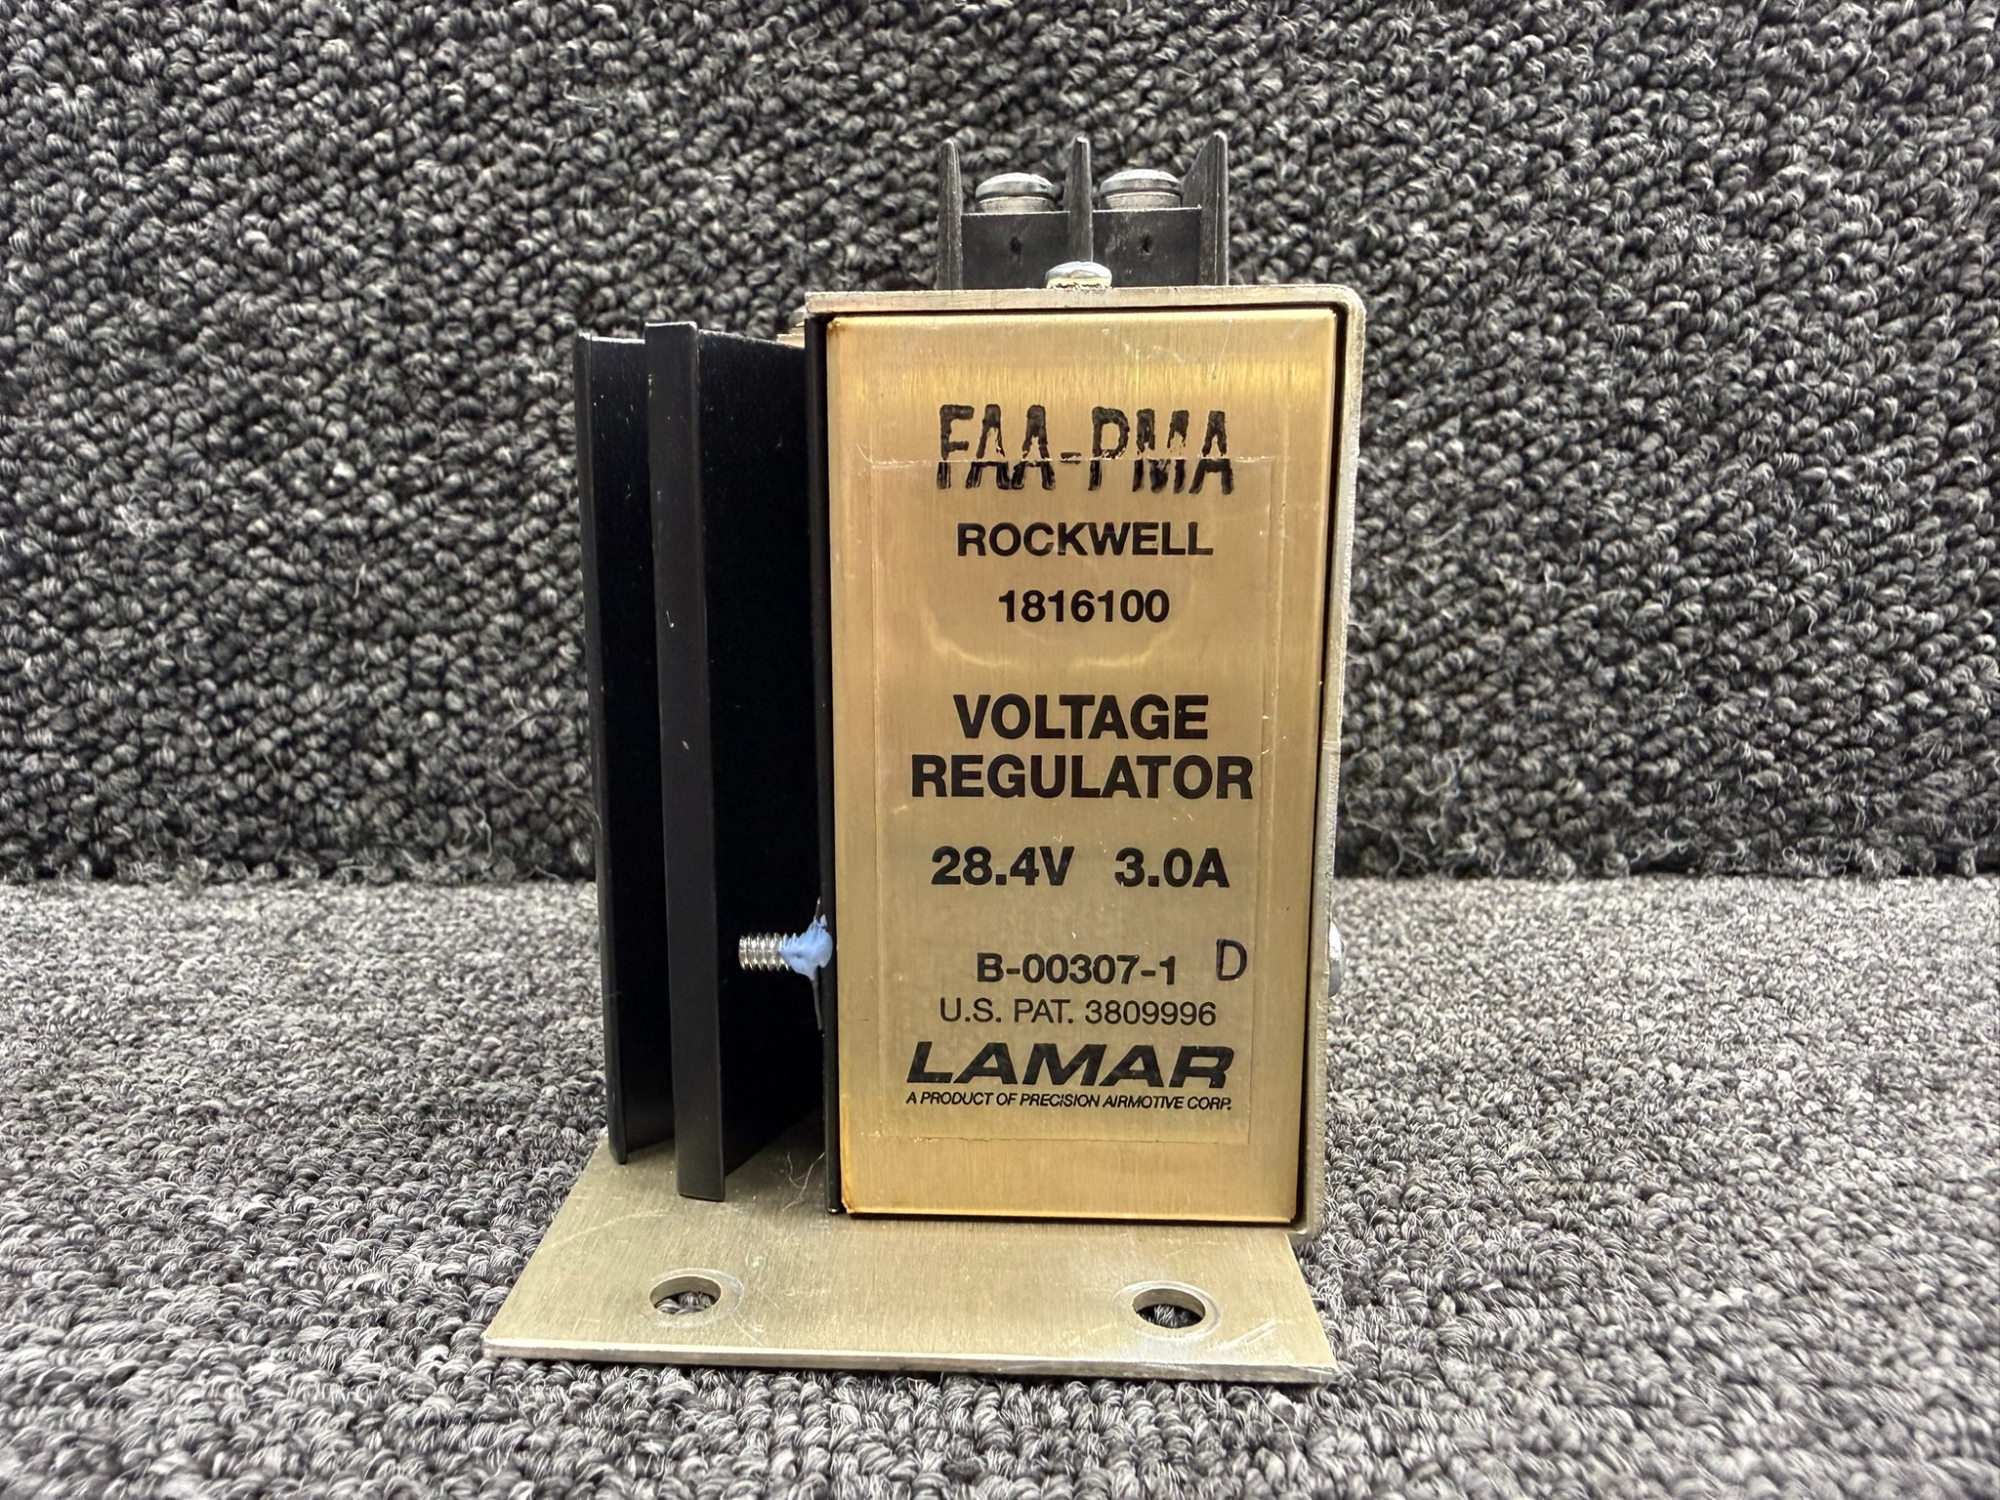 FAA-PMA
ROCKWELL
1816100
VOLTAGE
REGULATOR
28.4V 3.0A
B-00307-1 D
U.S. PAT. 3809996
LAMAR
A PRODUCT OF PRECISION AIRMOTIVE CORP.